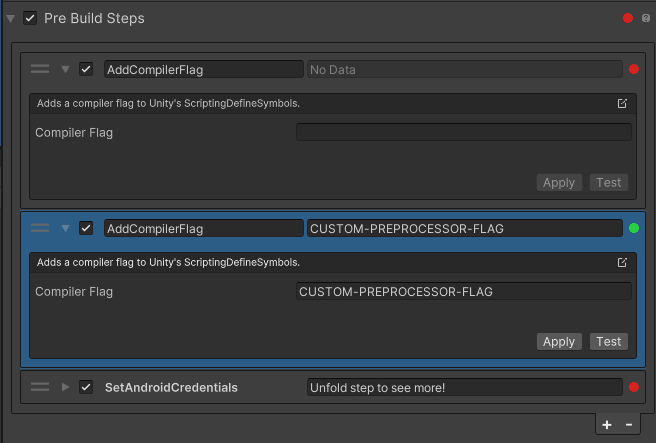 Pre Build Steps
AddCompilerFlag No Data
Adds a compiler flag to Unity's ScriptingDefineSymbols.
Compiler Flag
Apply Test
AddCompilerFlag CUSTOM-PREPROCESSOR-FLAG
Adds a compiler flag to Unity's ScriptingDefineSymbols.
Compiler Flag CUSTOM-PREPROCESSOR-FLAG
Apply Test
SetAndroidCredentials Unfold step to see more!
+ -